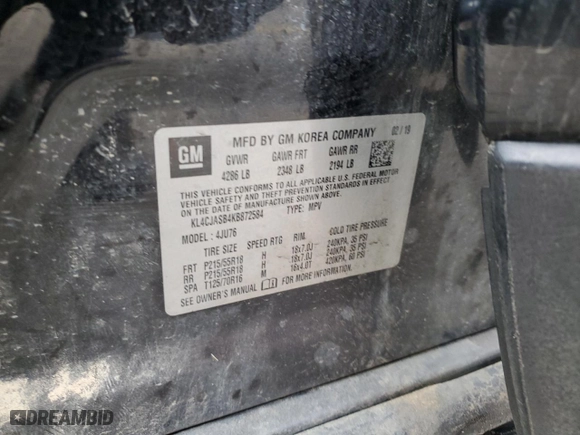 GM
MFD BY GM KOREA COMPANY 02 / 19
GVWR GAWR FRT GAWR RR
4286 LB 2348 LB 2194 LB
THIS VEHICLE CONFORMS TO ALL APPLICABLE U.S. FEDERAL MOTOR
VEHICLE SAFETY AND THEFT PREVENTION STANDARDS IN EFFECT
ON THE DATE OF MANUFACTURE SHOWN ABOVE.
KL4CJASB4KB872584 TYPE: MPV
MODEL: 4JU76
TIRE SIZE SPEED RTG RIM COLD TIRE PRESSURE
FRT P215/55R18 H 18x7.0J 240KPA, 35 PSI
RR P215/55R18 H 18x7.0J 240KPA, 35 PSI
SPA T125/70R16 M 16x4.0T 420KPA, 60 PSI
SEE OWNER'S MANUAL FOR MORE INFORMATION.
DREAMBID